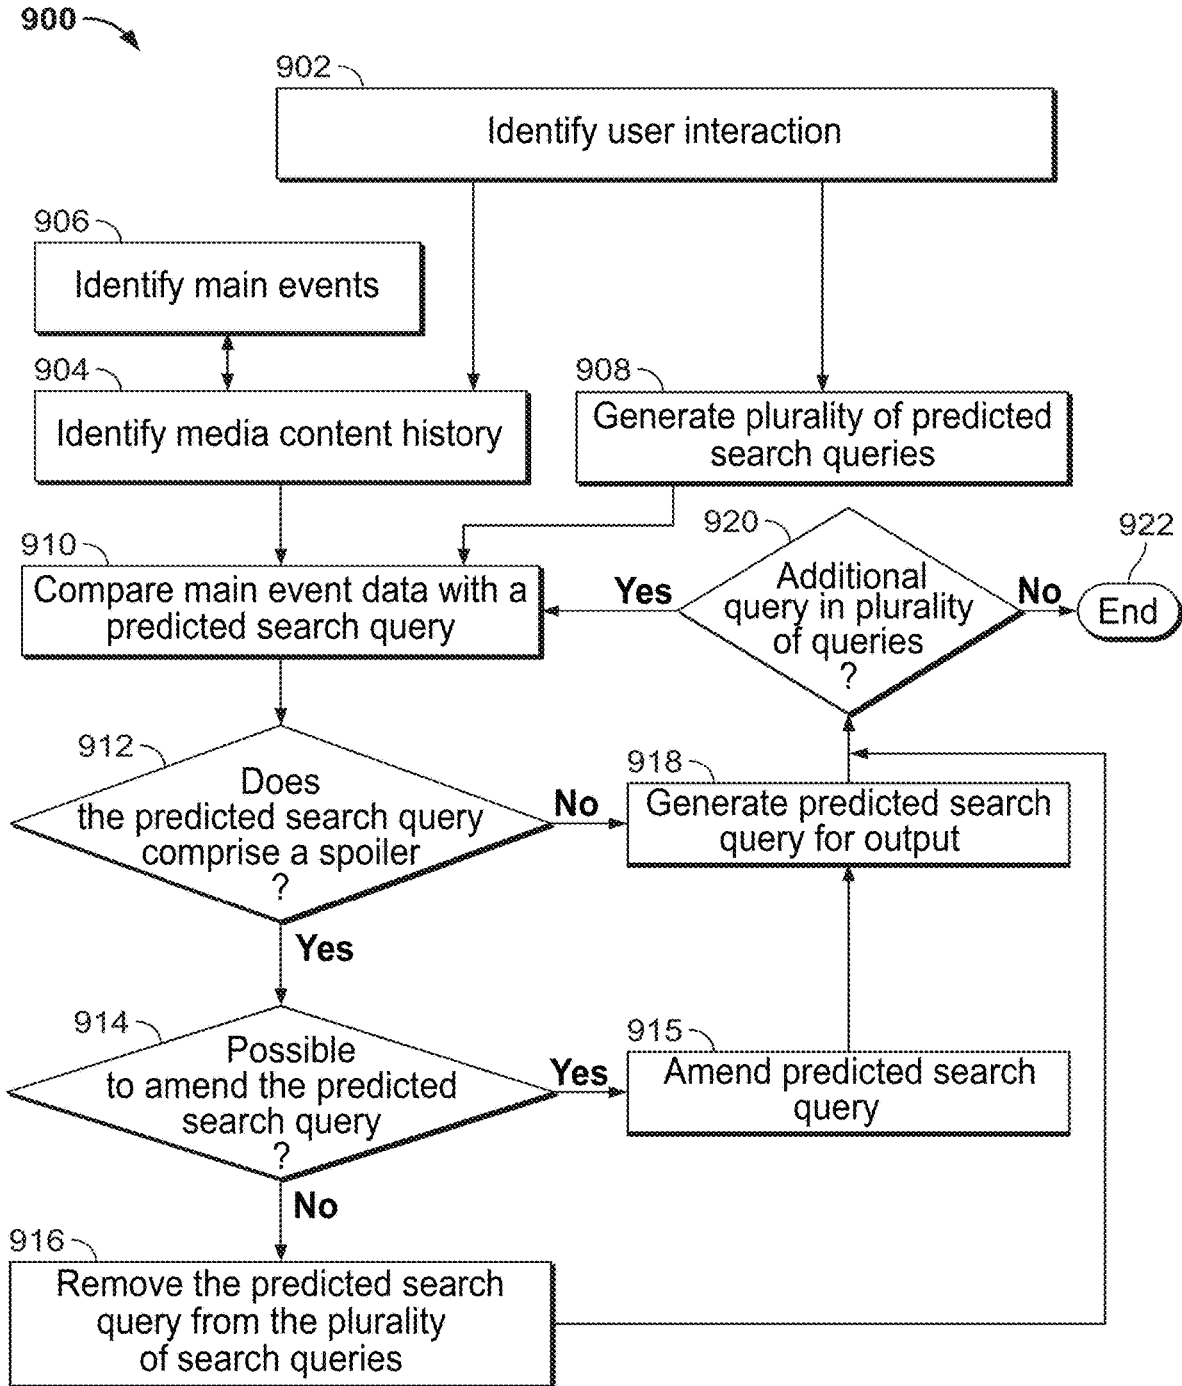 900
902
Identify user interaction
906
Identify main events
904
Identify media content history
908
Generate plurality of predicted
search queries
910
Compare main event data with a
predicted search query
920
Additional
query in plurality
of queries
?
Yes
No
922
End
912
Does
the predicted search query
comprise a spoiler
?
No
Yes
918
Generate predicted search
query for output
914
Possible
to amend the predicted
search query
?
Yes
No
915
Amend predicted search
query
916
Remove the predicted search
query from the plurality
of search queries